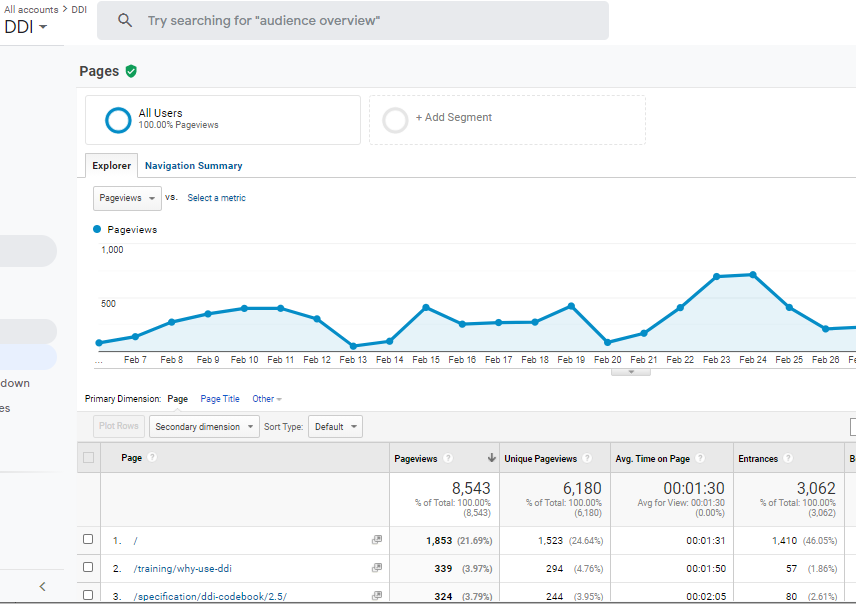 All accounts > DDI
DDI
Try searching for "audience overview"
Pages
All Users
100.00% Pageviews
+ Add Segment
Explorer
Navigation Summary
Pageviews
vs.
Select a metric
Pageviews
1,000
500
... Feb 7 Feb 8 Feb 9 Feb 10 Feb 11 Feb 12 Feb 13 Feb 14 Feb 15 Feb 16 Feb 17 Feb 18 Feb 19 Feb 20 Feb 21 Feb 22 Feb 23 Feb 24 Feb 25 Feb 26
down
es
Primary Dimension: Page Page Title Other
Plot Rows Secondary dimension Sort Type: Default
Page ? Pageviews ? Unique Pageviews ? Avg. Time on Page ? Entrances ?
8,543 6,180 00:01:30 3,062
% of Total: 100.00% % of Total: 100.00% Avg for View: 00:01:30 % of Total: 100.00%
(8,543) (6,180) (0.00%) (3,062)
1. / 1,853 (21.69%) 1,523 (24.64%) 00:01:31 1,410 (46.05%)
2. /training/why-use-ddi 339 (3.97%) 294 (4.76%) 00:01:50 57 (1.86%)
3. /specification/ddi-codebook/2.5/ 324 (3.79%) 244 (3.95%) 00:02:05 80 (2.61%)